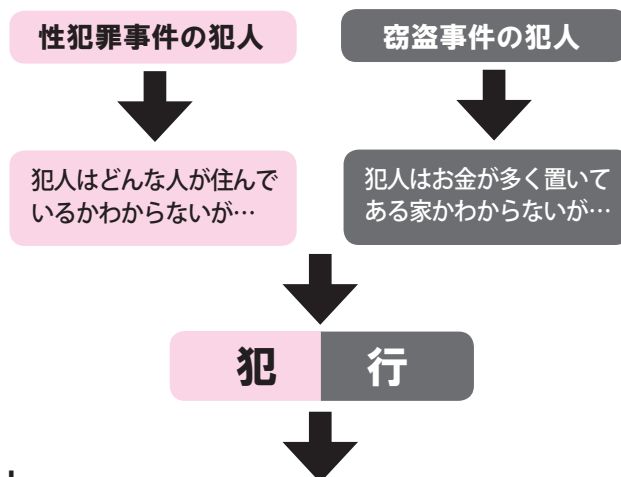 性犯罪事件の犯人
窃盗事件の犯人
犯人はどんな人が住んで
いるかわからないが…
犯人はお金が多く置いて
ある家かわからないが…
犯 行